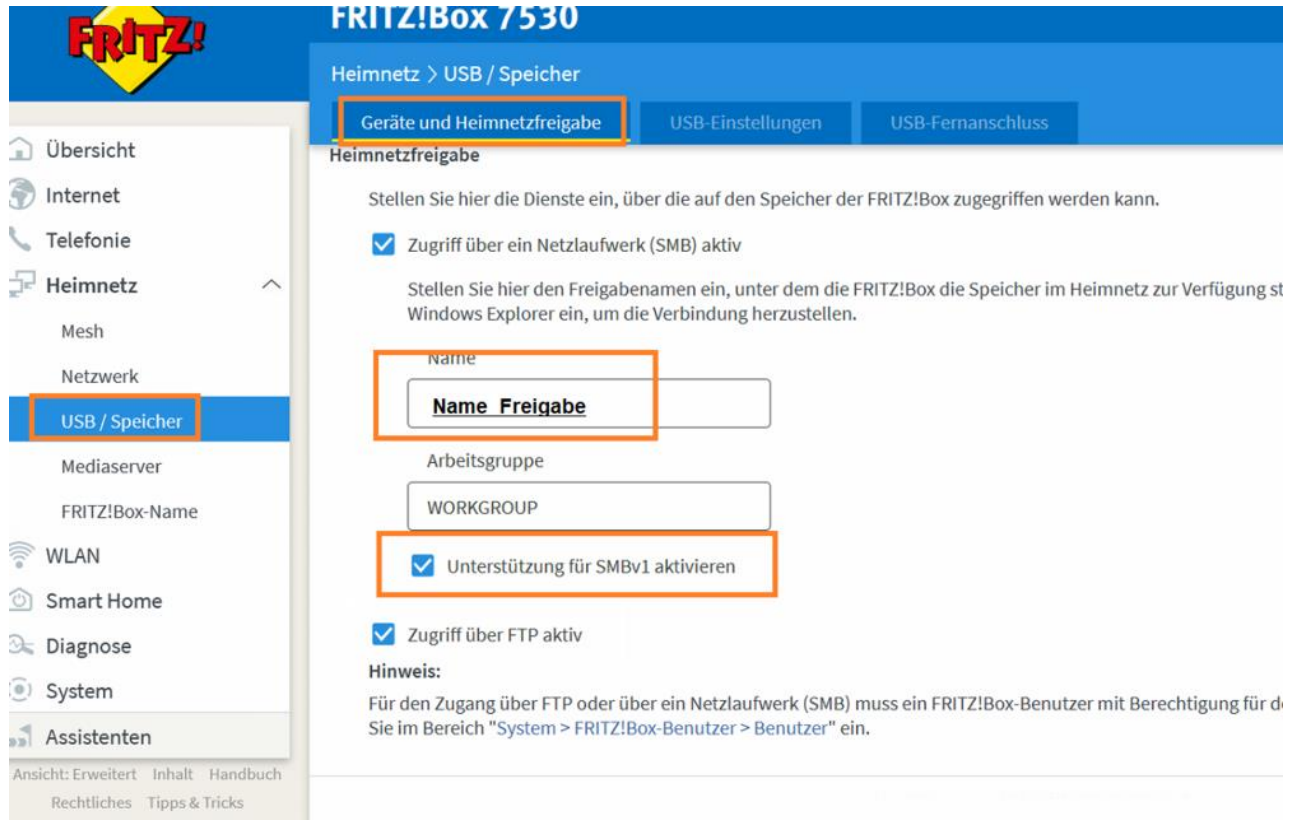 FRITZ!
FRITZ!Box 7530
Heimnetz > USB / Speicher
Geräte und Heimnetzfreigabe
USB-Einstellungen
USB-Fernanschluss
Übersicht
Internet
Telefonie
Heimnetz
Mesh
Netzwerk
USB / Speicher
Mediaserver
FRITZ!Box-Name
WLAN
Smart Home
Diagnose
System
Assistenten
Ansicht: Erweitert Inhalt Handbuch
Rechtliches Tipps & Tricks
Heimnetzfreigabe
Stellen Sie hier die Dienste ein, über die auf den Speicher der FRITZ!Box zugegriffen werden kann.
Zugriff über ein Netzlaufwerk (SMB) aktiv
Stellen Sie hier den Freigabenamen ein, unter dem die FRITZ!Box die Speicher im Heimnetz zur Verfügung st
Windows Explorer ein, um die Verbindung herzustellen.
Name
Name Freigabe
Arbeitsgruppe
WORKGROUP
Unterstützung für SMBv1 aktivieren
Zugriff über FTP aktiv
Hinweis:
Für den Zugang über FTP oder über ein Netzlaufwerk (SMB) muss ein FRITZ!Box-Benutzer mit Berechtigung für d
Sie im Bereich "System > FRITZ!Box-Benutzer > Benutzer" ein.